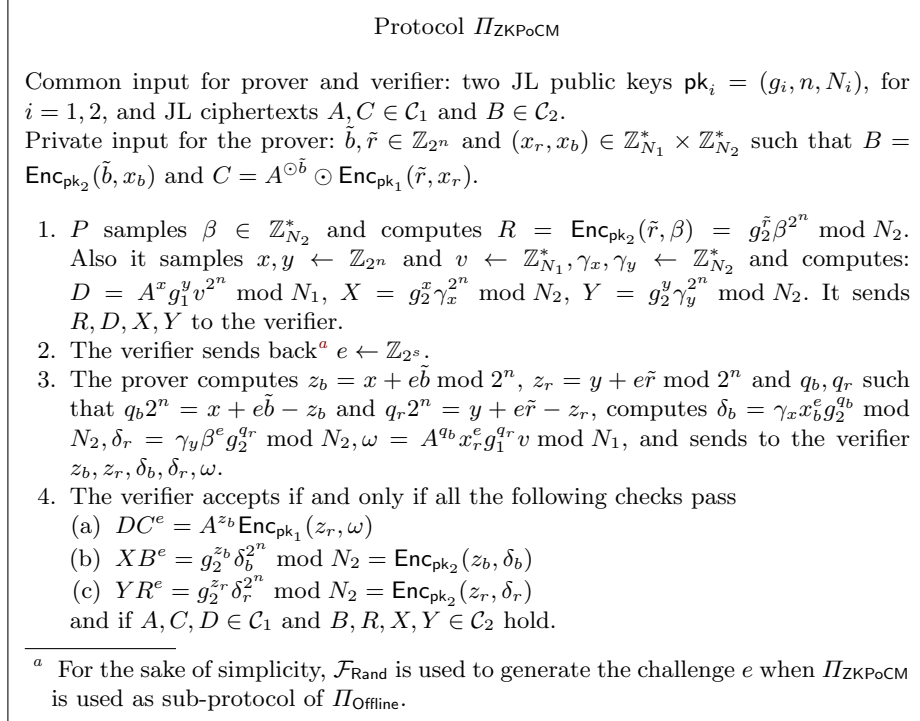 Protocol Π_ZKPoCM
Common input for prover and verifier: two JL public keys pk_i = (g_i, n, N_i), for
i = 1, 2, and JL ciphertexts A, C ∈ 𝒞_1 and B ∈ 𝒞_2.
Private input for the prover: b̃, r̃ ∈ ℤ_{2^n} and (x_r, x_b) ∈ ℤ*_{N_1} × ℤ*_{N_2} such that B =
Enc_{pk_2}(b̃, x_b) and C = A^{⊙b̃} ⊙ Enc_{pk_1}(r̃, x_r).
1. P samples β ∈ ℤ*_{N_2} and computes R = Enc_{pk_2}(r̃, β) = g_2^{r̃} β^{2^n} mod N_2.
Also it samples x, y ← ℤ_{2^n} and v ← ℤ*_{N_1}, γ_x, γ_y ← ℤ*_{N_2} and computes:
D = A^x g_1^y v^{2^n} mod N_1, X = g_2^x γ_x^{2^n} mod N_2, Y = g_2^y γ_y^{2^n} mod N_2. It sends
R, D, X, Y to the verifier.
2. The verifier sends back^a e ← ℤ_{2^s}.
3. The prover computes z_b = x + eb̃ mod 2^n, z_r = y + er̃ mod 2^n and q_b, q_r such
that q_b 2^n = x + eb̃ − z_b and q_r 2^n = y + er̃ − z_r, computes δ_b = γ_x x_b^e g_2^{q_b} mod
N_2, δ_r = γ_y β^e g_2^{q_r} mod N_2, ω = A^{q_b} x_r^e g_1^{q_r} v mod N_1, and sends to the verifier
z_b, z_r, δ_b, δ_r, ω.
4. The verifier accepts if and only if all the following checks pass
(a) DC^e = A^{z_b} Enc_{pk_1}(z_r, ω)
(b) XB^e = g_2^{z_b} δ_b^{2^n} mod N_2 = Enc_{pk_2}(z_b, δ_b)
(c) YR^e = g_2^{z_r} δ_r^{2^n} mod N_2 = Enc_{pk_2}(z_r, δ_r)
and if A, C, D ∈ 𝒞_1 and B, R, X, Y ∈ 𝒞_2 hold.
^a For the sake of simplicity, ℱ_Rand is used to generate the challenge e when Π_ZKPoCM
is used as sub-protocol of Π_Offline.